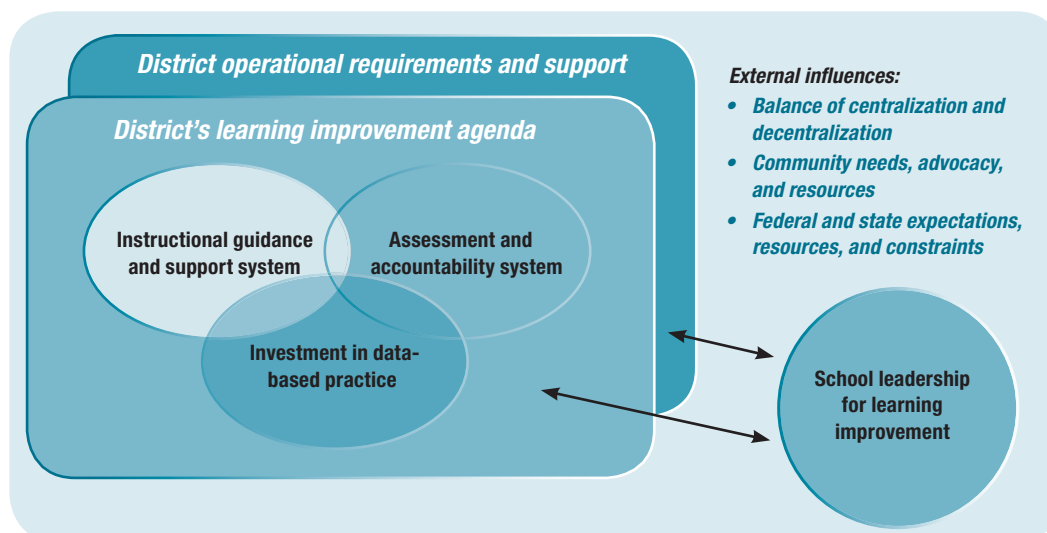 District operational requirements and support
District's learning improvement agenda
Instructional guidance
and support system
Assessment and
accountability system
Investment in data-
based practice
External influences:
• Balance of centralization and
decentralization
• Community needs, advocacy,
and resources
• Federal and state expectations,
resources, and constraints
School leadership
for learning
improvement